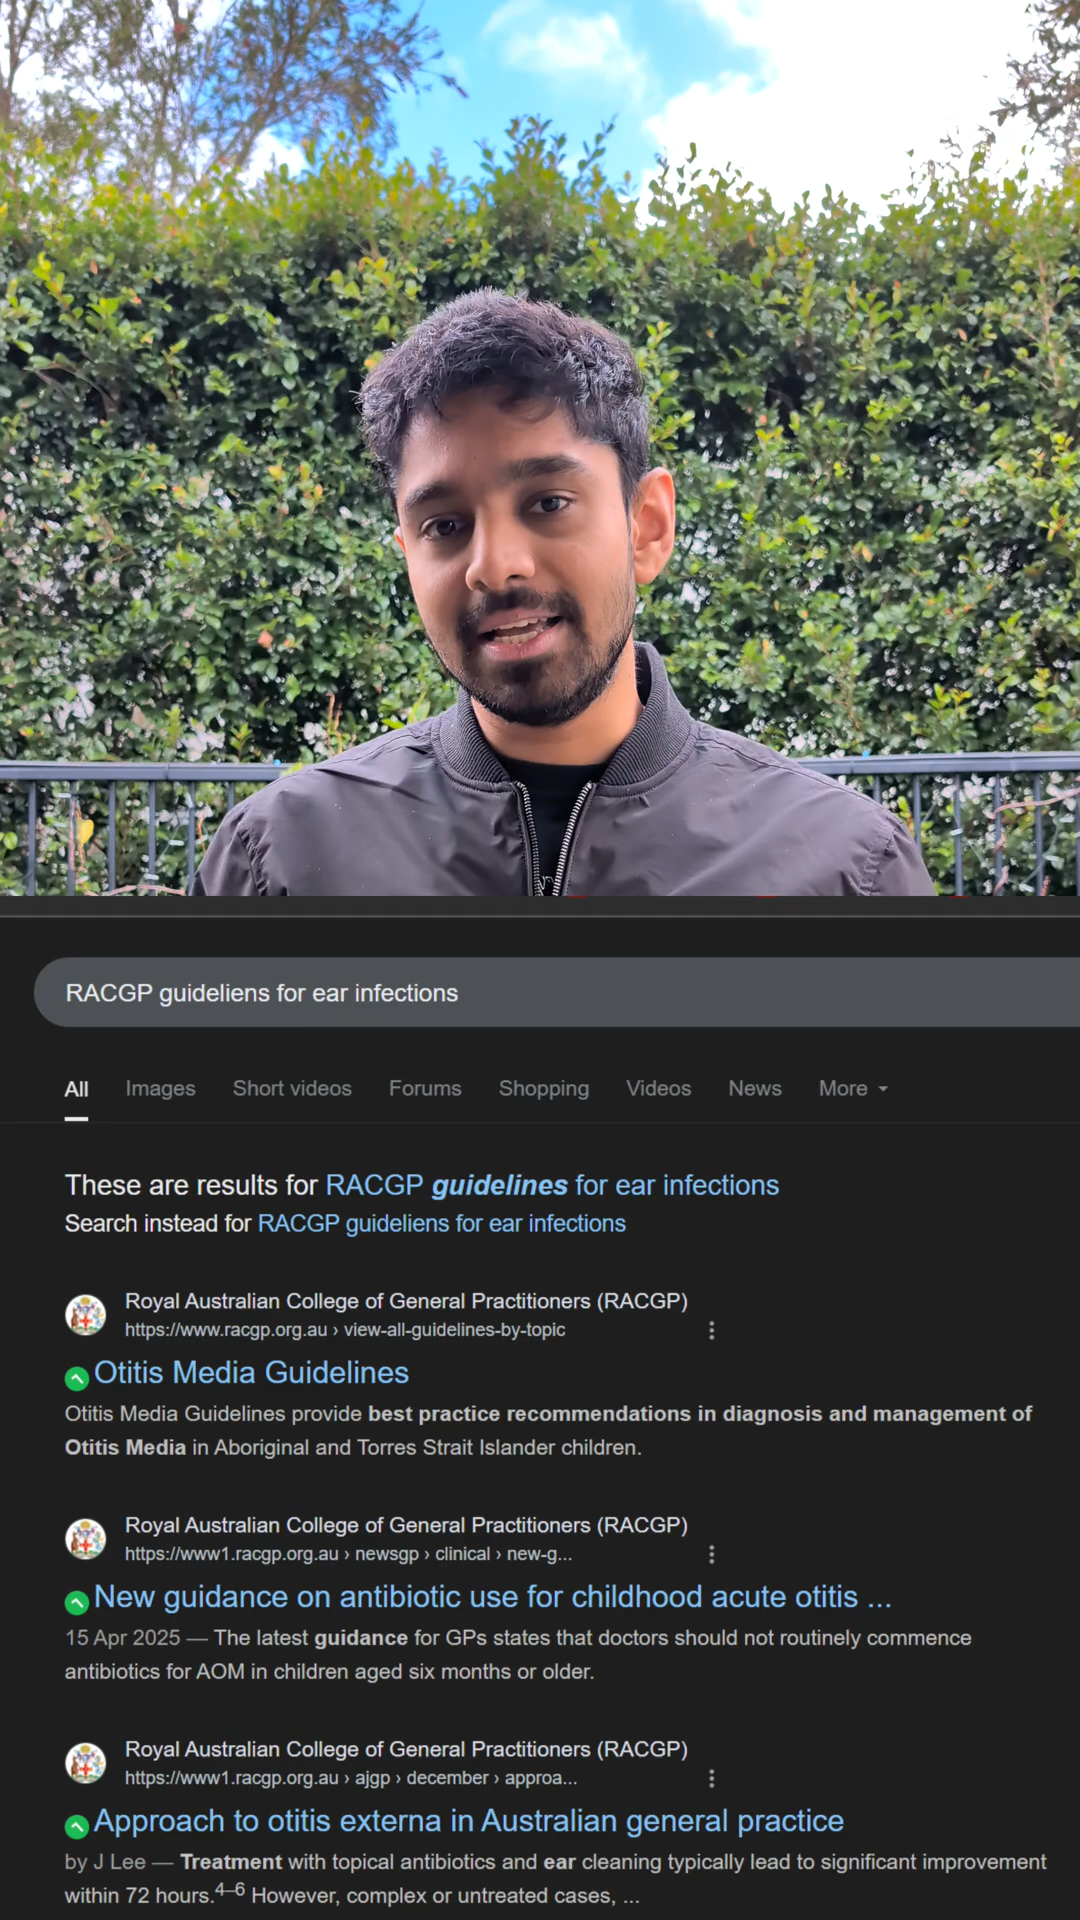 RACGP guideliens for ear infections
All Images Short videos Forums Shopping Videos News More
These are results for RACGP guidelines for ear infections
Search instead for RACGP guideliens for ear infections
Royal Australian College of General Practitioners (RACGP)
https://www.racgp.org.au › view-all-guidelines-by-topic
Otitis Media Guidelines
Otitis Media Guidelines provide best practice recommendations in diagnosis and management of
Otitis Media in Aboriginal and Torres Strait Islander children.
Royal Australian College of General Practitioners (RACGP)
https://www1.racgp.org.au › newsgp › clinical › new-g...
New guidance on antibiotic use for childhood acute otitis ...
15 Apr 2025 — The latest guidance for GPs states that doctors should not routinely commence
antibiotics for AOM in children aged six months or older.
Royal Australian College of General Practitioners (RACGP)
https://www1.racgp.org.au › ajgp › december › approa...
Approach to otitis externa in Australian general practice
by J Lee — Treatment with topical antibiotics and ear cleaning typically lead to significant improvement
within 72 hours.4–6 However, complex or untreated cases, ...